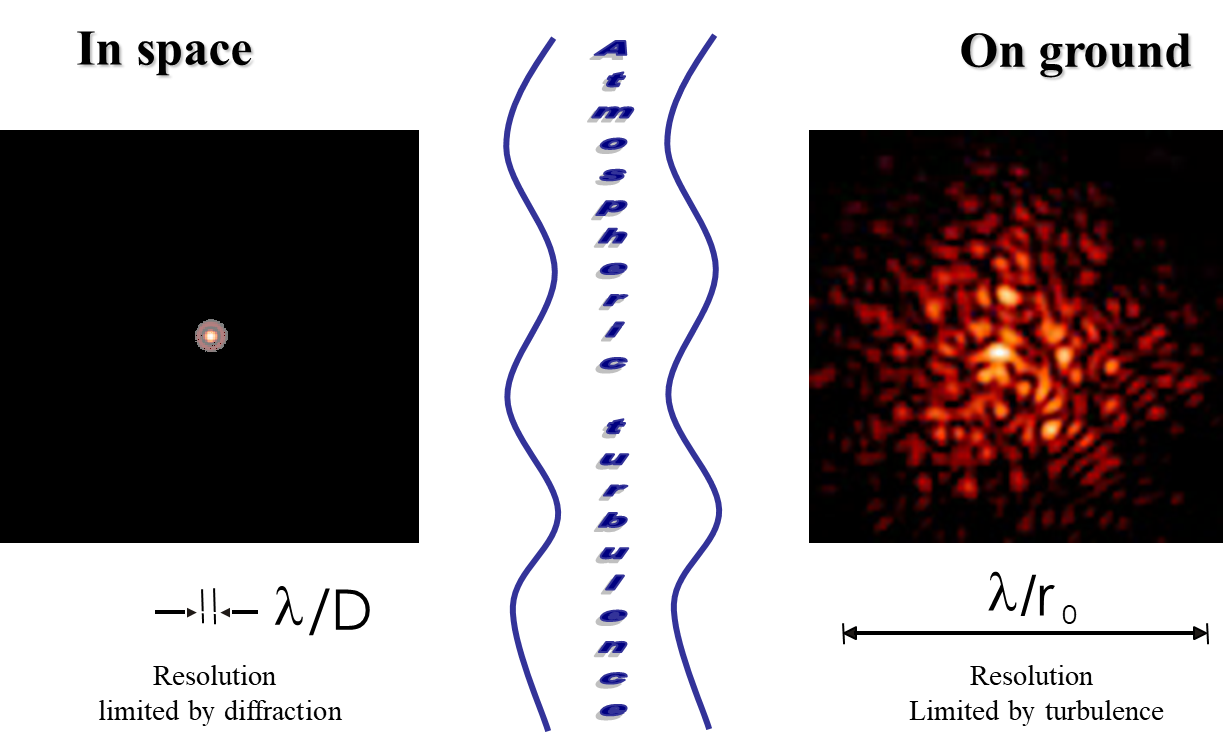 In space
On ground
Atmospheric turbulence
λ/D
λ/r₀
Resolution
limited by diffraction
Resolution
Limited by turbulence